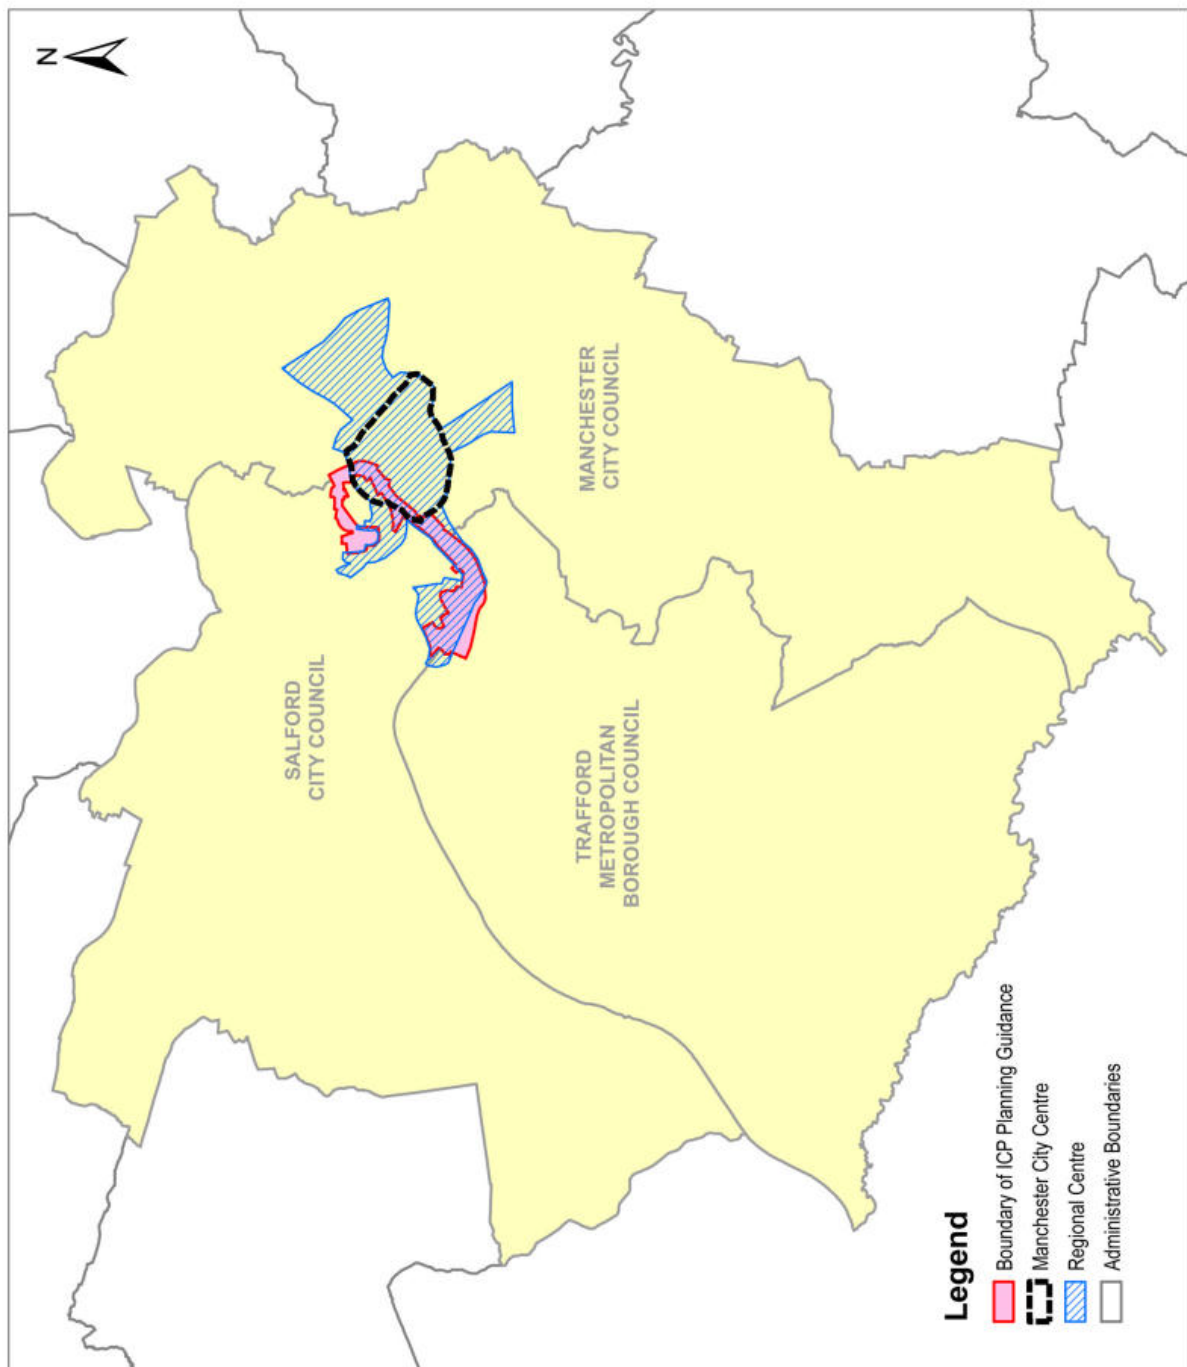 N
SALFORD
CITY COUNCIL
MANCHESTER
CITY COUNCIL
TRAFFORD
METROPOLITAN
BOROUGH COUNCIL
Legend
Boundary of ICP Planning Guidance
Manchester City Centre
Regional Centre
Administrative Boundaries